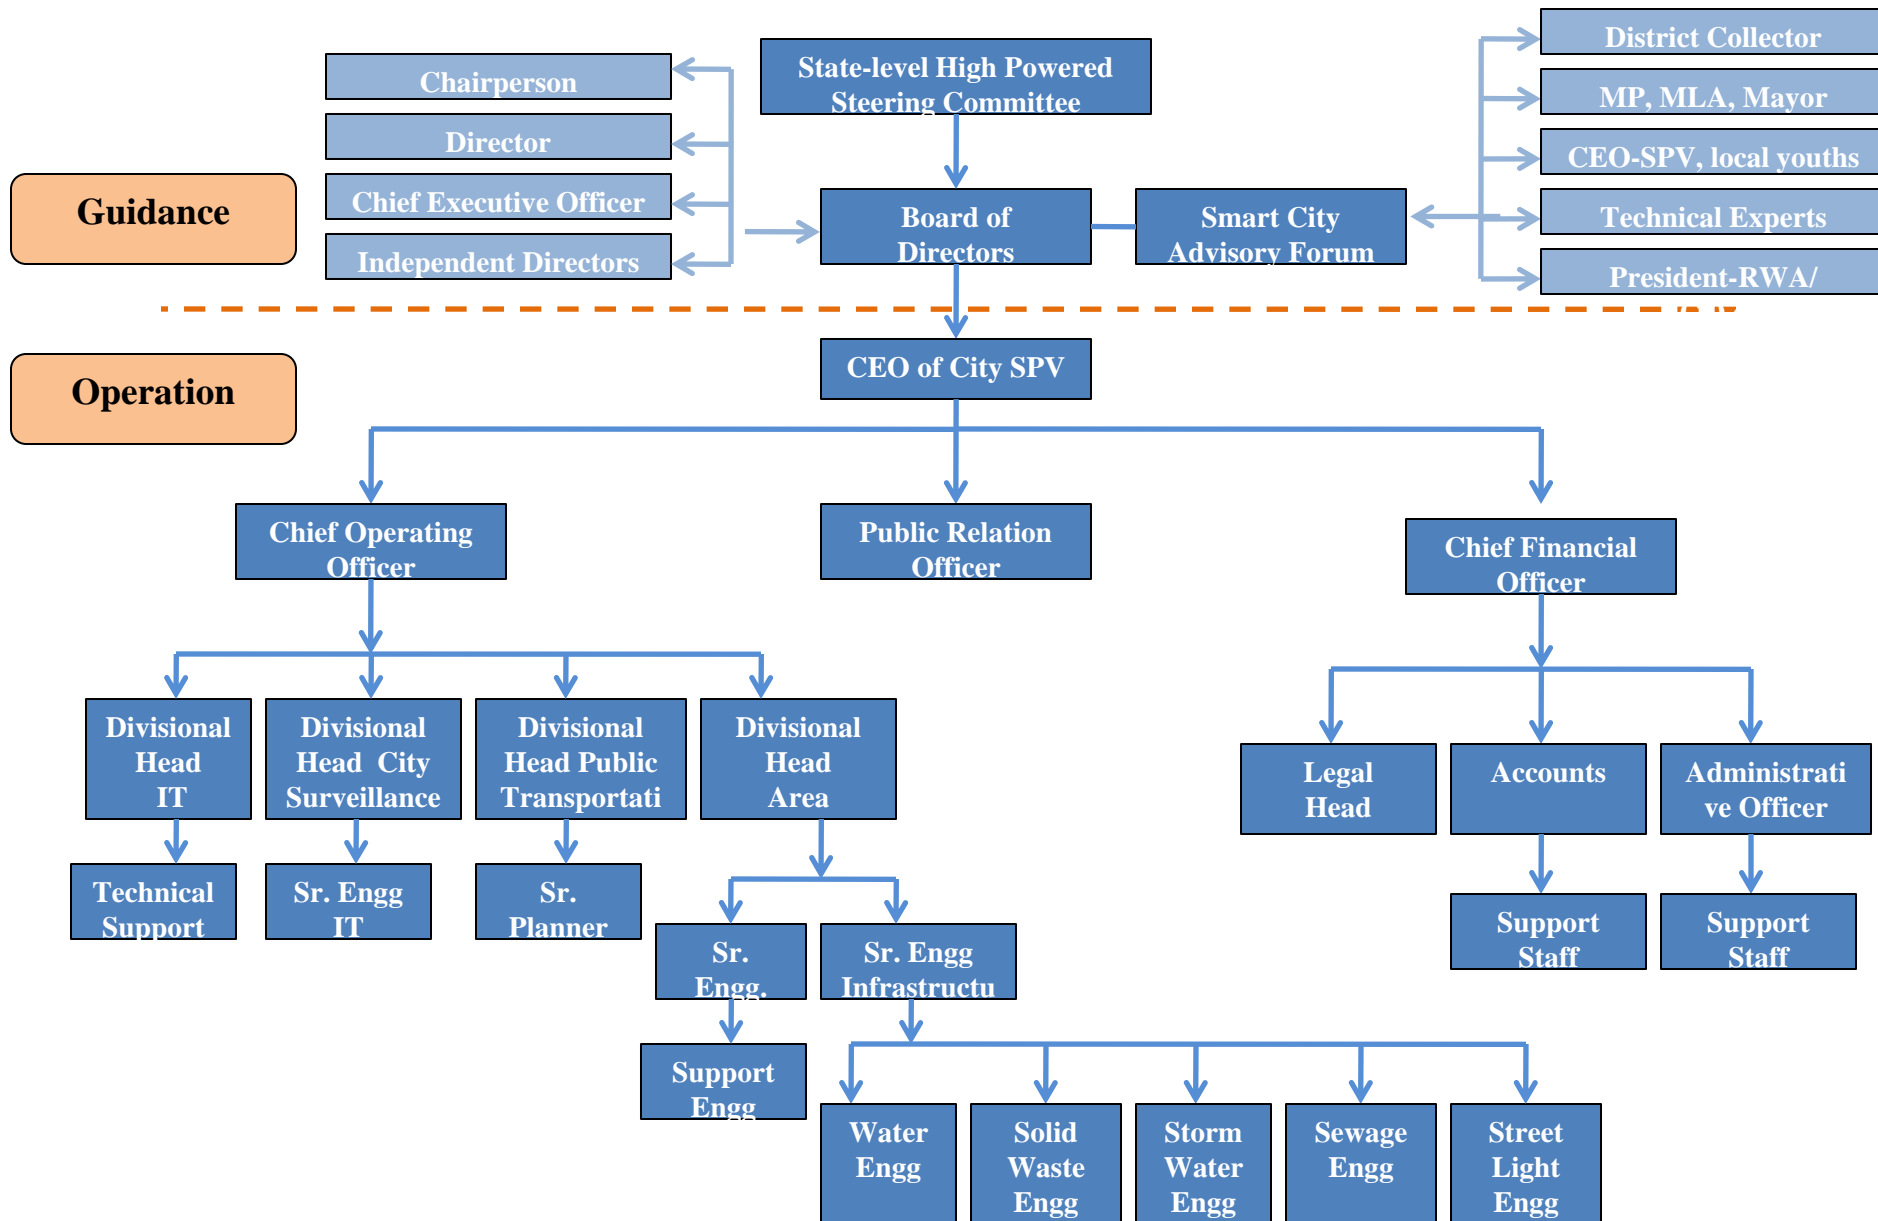 State-level High Powered
Steering Committee
Chairperson
Director
Chief Executive Officer
Independent Directors
District Collector
MP, MLA, Mayor
CEO-SPV, local youths
Technical Experts
President-RWA/
Guidance
Board of
Directors
Smart City
Advisory Forum
Operation
CEO of City SPV
Chief Operating
Officer
Public Relation
Officer
Chief Financial
Officer
Divisional
Head
IT
Divisional
Head  City
Surveillance
Divisional
Head Public
Transportati
Divisional
Head
Area
Legal
Head
Accounts
Administrati
ve Officer
Technical
Support
Sr. Engg
IT
Sr.
Planner
Sr.
Engg.
Sr. Engg
Infrastructu
Support
Staff
Support
Staff
Support
Engg
Water
Engg
Solid
Waste
Engg
Storm
Water
Engg
Sewage
Engg
Street
Light
Engg